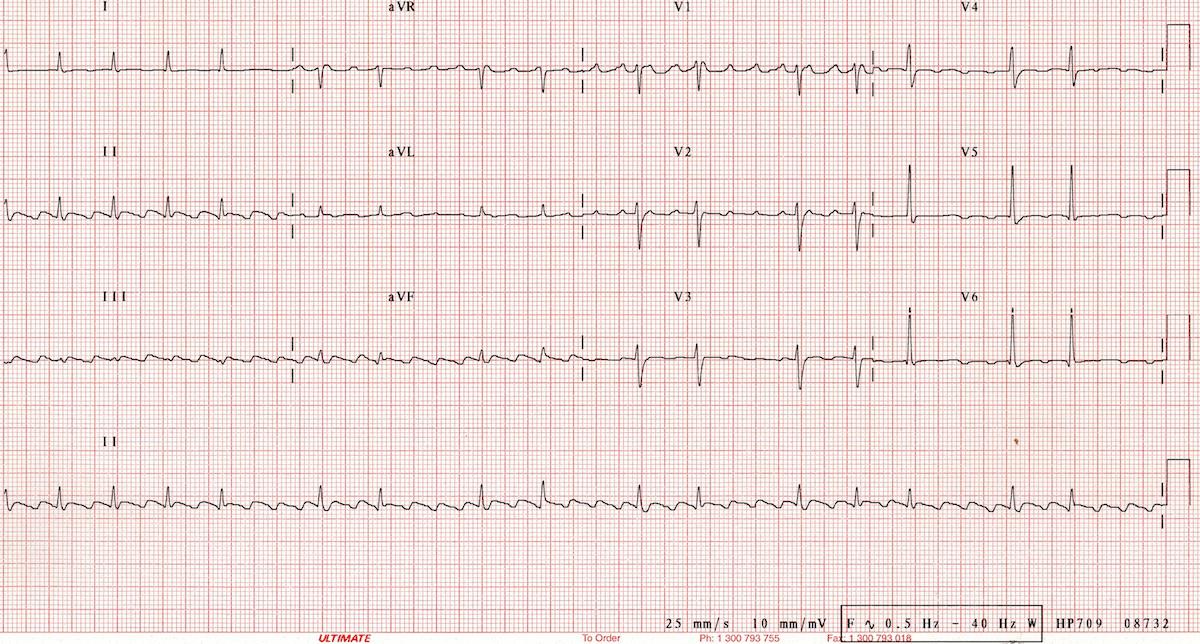 I aVR V1 V4
II aVL V2 V5
III aVF V3 V6
II
25 mm/s 10 mm/mV F ∿ 0.5 Hz - 40 Hz W HP709 08732
ULTIMATE To Order Ph: 1 300 793 755 Fax: 1 300 793 018